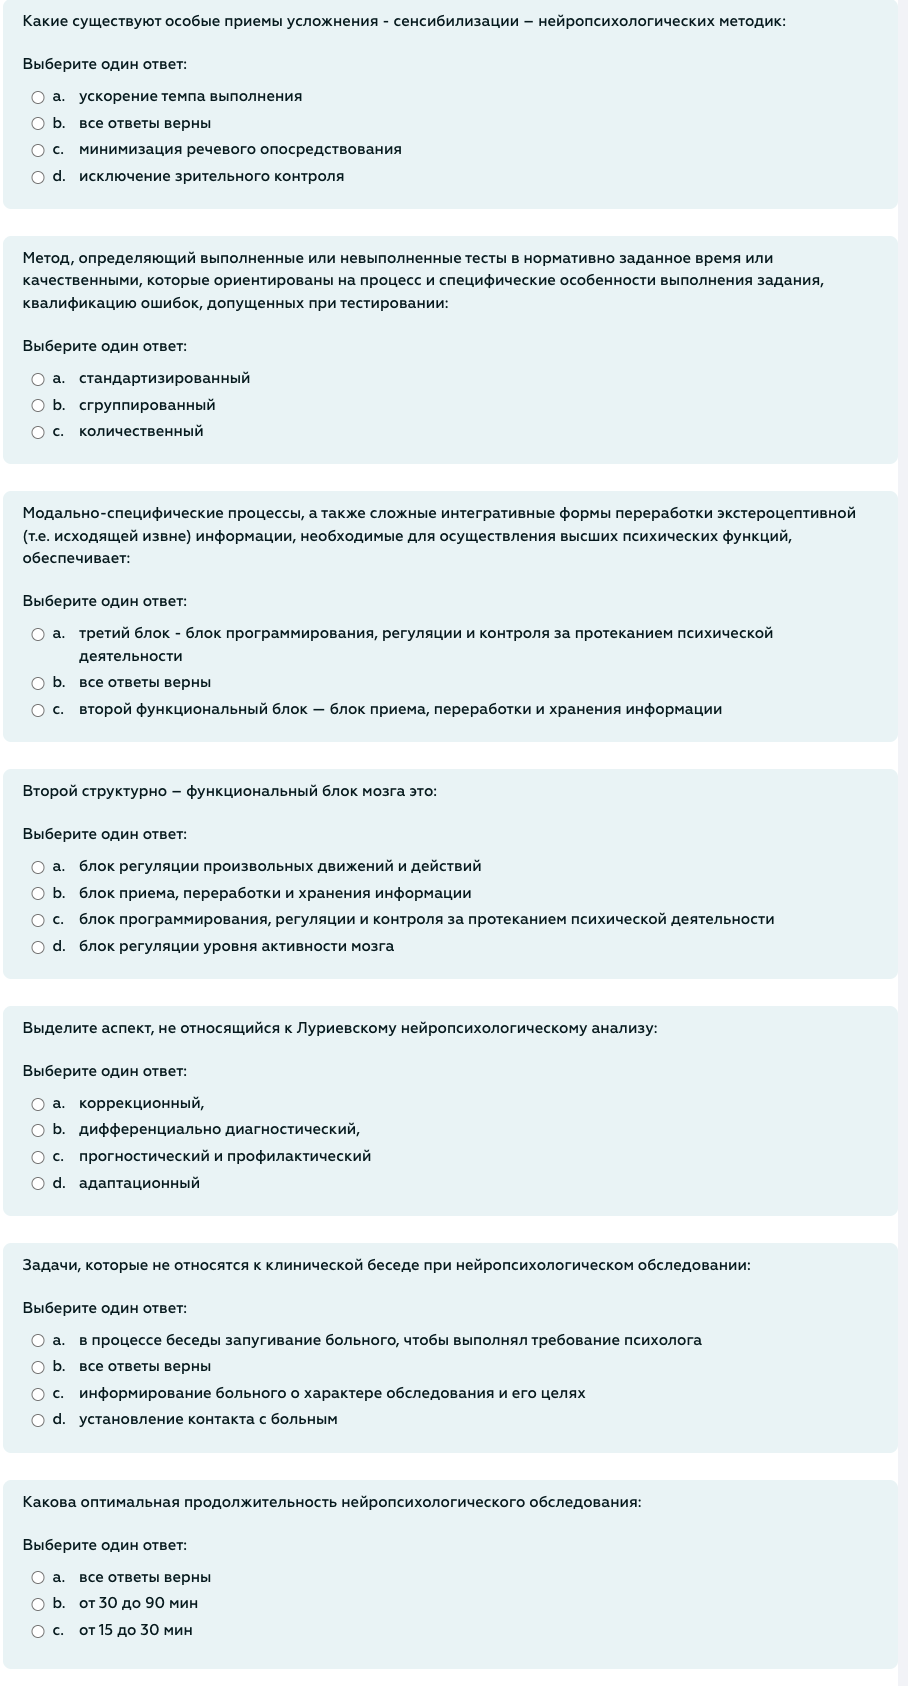 Какие существуют особые приемы усложнения - сенсибилизации – нейропсихологических методик:
Выберите один ответ:
a. ускорение темпа выполнения
b. все ответы верны
c. минимизация речевого опосредствования
d. исключение зрительного контроля
Метод, определяющий выполненные или невыполненные тесты в нормативно заданное время или
качественными, которые ориентированы на процесс и специфические особенности выполнения задания,
квалификацию ошибок, допущенных при тестировании:
Выберите один ответ:
a. стандартизированный
b. сгруппированный
c. количественный
Модально-специфические процессы, а также сложные интегративные формы переработки экстероцептивной
(т.е. исходящей извне) информации, необходимые для осуществления высших психических функций,
обеспечивает:
Выберите один ответ:
a. третий блок - блок программирования, регуляции и контроля за протеканием психической
деятельности
b. все ответы верны
c. второй функциональный блок — блок приема, переработки и хранения информации
Второй структурно – функциональный блок мозга это:
Выберите один ответ:
a. блок регуляции произвольных движений и действий
b. блок приема, переработки и хранения информации
c. блок программирования, регуляции и контроля за протеканием психической деятельности
d. блок регуляции уровня активности мозга
Выделите аспект, не относящийся к Луриевскому нейропсихологическому анализу:
Выберите один ответ:
a. коррекционный,
b. дифференциально диагностический,
c. прогностический и профилактический
d. адаптационный
Задачи, которые не относятся к клинической беседе при нейропсихологическом обследовании:
Выберите один ответ:
a. в процессе беседы запугивание больного, чтобы выполнял требование психолога
b. все ответы верны
c. информирование больного о характере обследования и его целях
d. установление контакта с больным
Какова оптимальная продолжительность нейропсихологического обследования:
Выберите один ответ:
a. все ответы верны
b. от 30 до 90 мин
c. от 15 до 30 мин